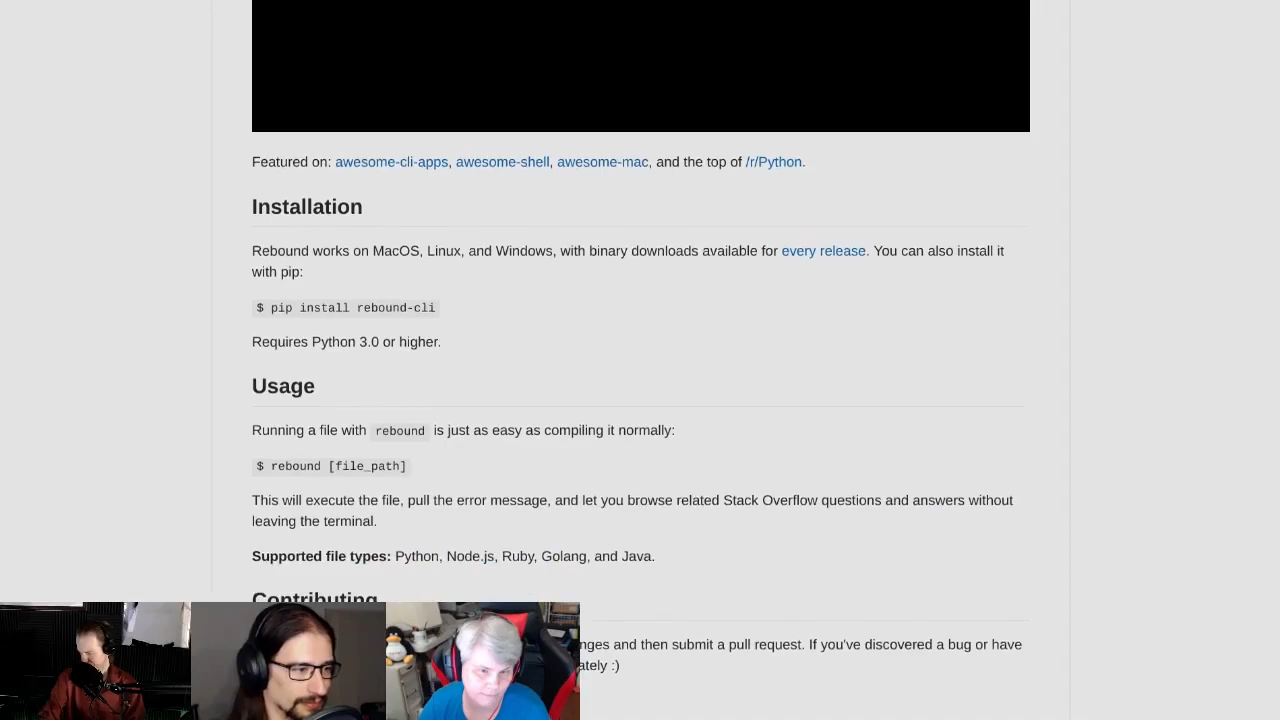 Featured on: awesome-cli-apps, awesome-shell, awesome-mac, and the top of /r/Python.
Installation
Rebound works on MacOS, Linux, and Windows, with binary downloads available for every release. You can also install it
with pip:
$ pip install rebound-cli
Requires Python 3.0 or higher.
Usage
Running a file with rebound is just as easy as compiling it normally:
$ rebound [file_path]
This will execute the file, pull the error message, and let you browse related Stack Overflow questions and answers without
leaving the terminal.
Supported file types: Python, Node.js, Ruby, Golang, and Java.
Contributing
and then submit a pull request. If you've discovered a bug or have
:)